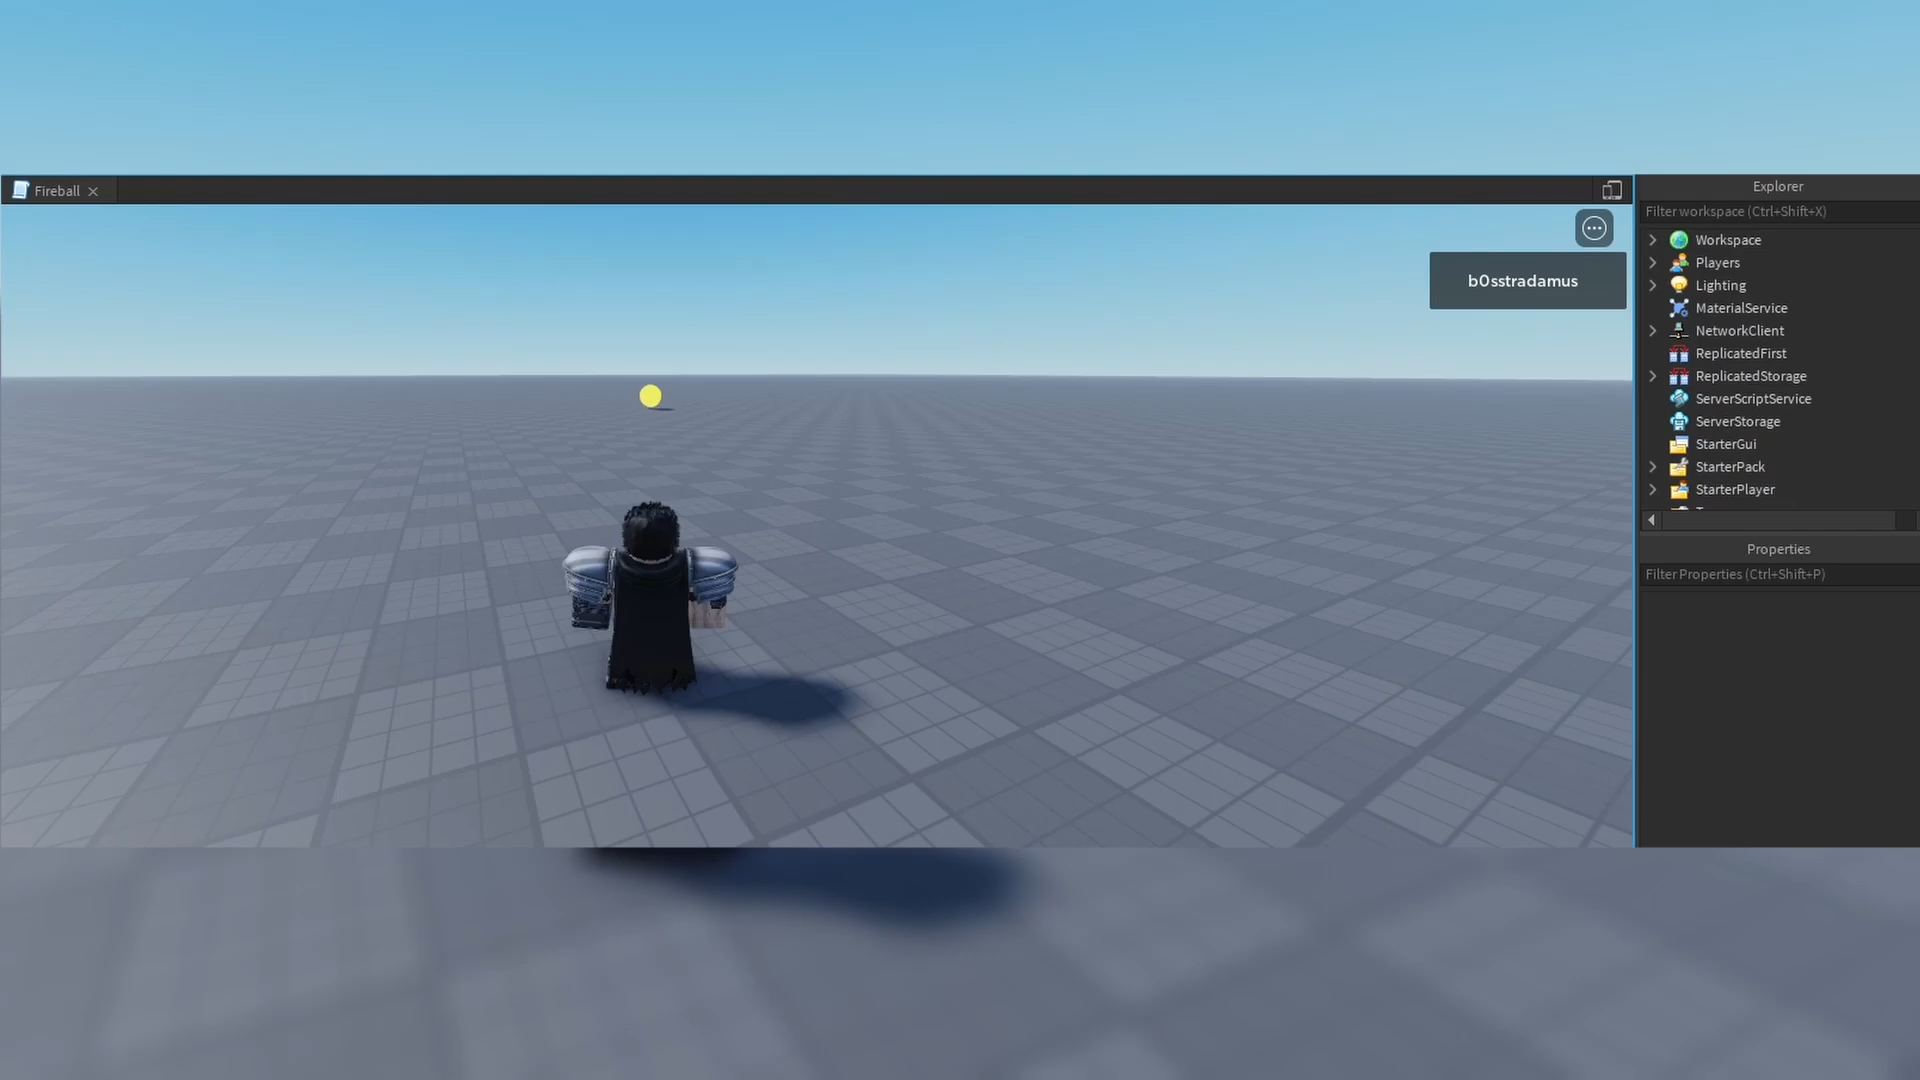 Fireball
b0sstradamus
Explorer
Filter workspace (Ctrl+Shift+X)
Workspace
Players
Lighting
MaterialService
NetworkClient
ReplicatedFirst
ReplicatedStorage
ServerScriptService
ServerStorage
StarterGui
StarterPack
StarterPlayer
Properties
Filter Properties (Ctrl+Shift+P)